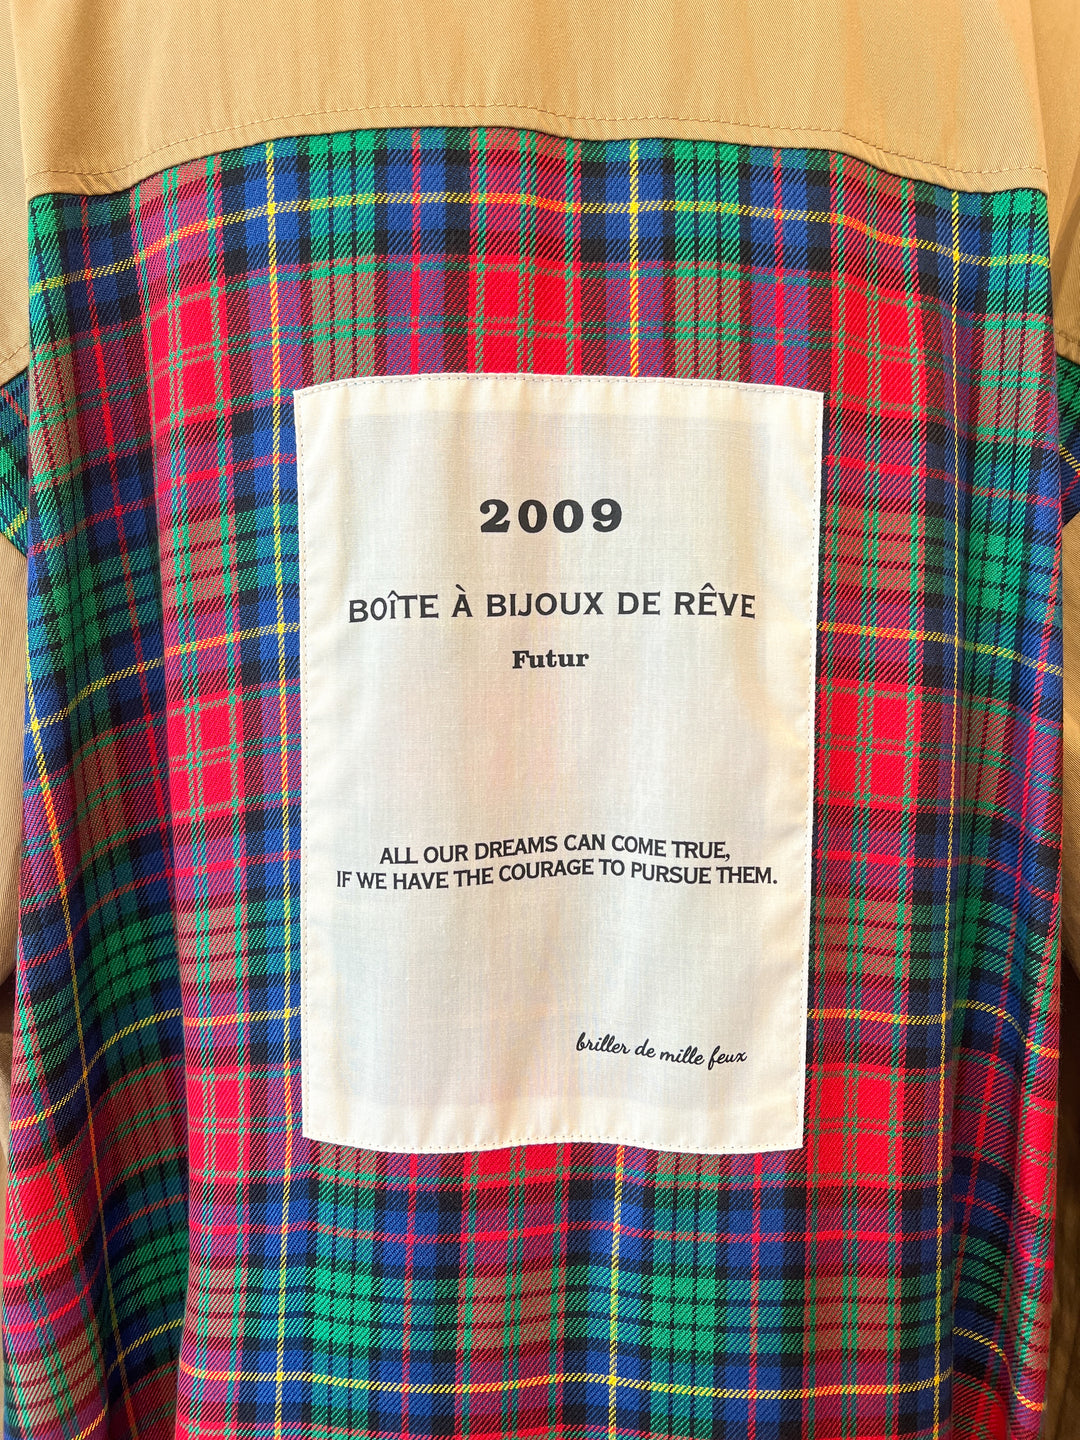 2009
BOîTE À BIJOUX DE RÊVE
Futur
ALL OUR DREAMS CAN COME TRUE,
IF WE HAVE THE COURAGE TO PURSUE THEM.
briller de mille feux